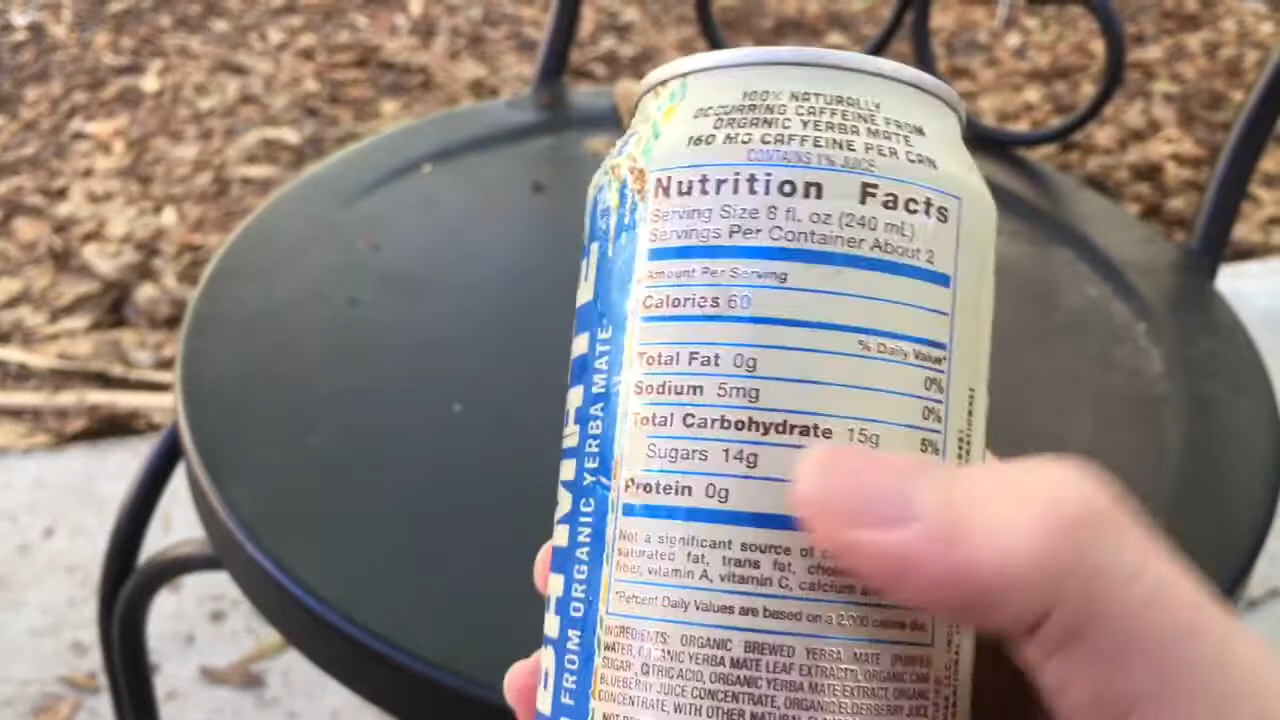 100% NATURALLY
OCCURRING CAFFEINE FROM
ORGANIC YERBA MATE
160 MG CAFFEINE PER CAN
CONTAINS 1% JUICE
Nutrition Facts
Serving Size 8 fl. oz (240 mL)
Servings Per Container About 2
Amount Per Serving
Calories 60
% Daily Value*
Total Fat 0g 0%
Sodium 5mg 0%
Total Carbohydrate 15g 5%
Sugars 14g
Protein 0g
Not a significant source of
saturated fat, trans fat,
fiber, vitamin A, vitamin C, calcium
*Percent Daily Values are based on a 2,000 calorie diet.
INGREDIENTS: ORGANIC BREWED YERBA MATE
WATER, ORGANIC YERBA MATE LEAF EXTRACT), ORGANIC
SUGAR*, CITRIC ACID, ORGANIC YERBA MATE EXTRACT, ORGANIC
BLUEBERRY JUICE CONCENTRATE, ORGANIC ELDERBERRY JUICE
CONCENTRATE, WITH OTHER NATURAL
FROM ORGANIC YERBA MATE